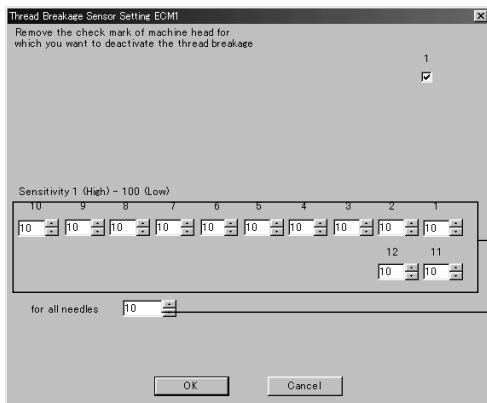 Thread Breakage Sensor Setting ECM1
Remove the check mark of machine head for
which you want to deactivate the thread breakage
1
Sensitivity 1 (High) - 100 (Low)
10 9 8 7 6 5 4 3 2 1
10 10 10 10 10 10 10 10 10 10
12 11
10 10
for all needles 10
OK Cancel